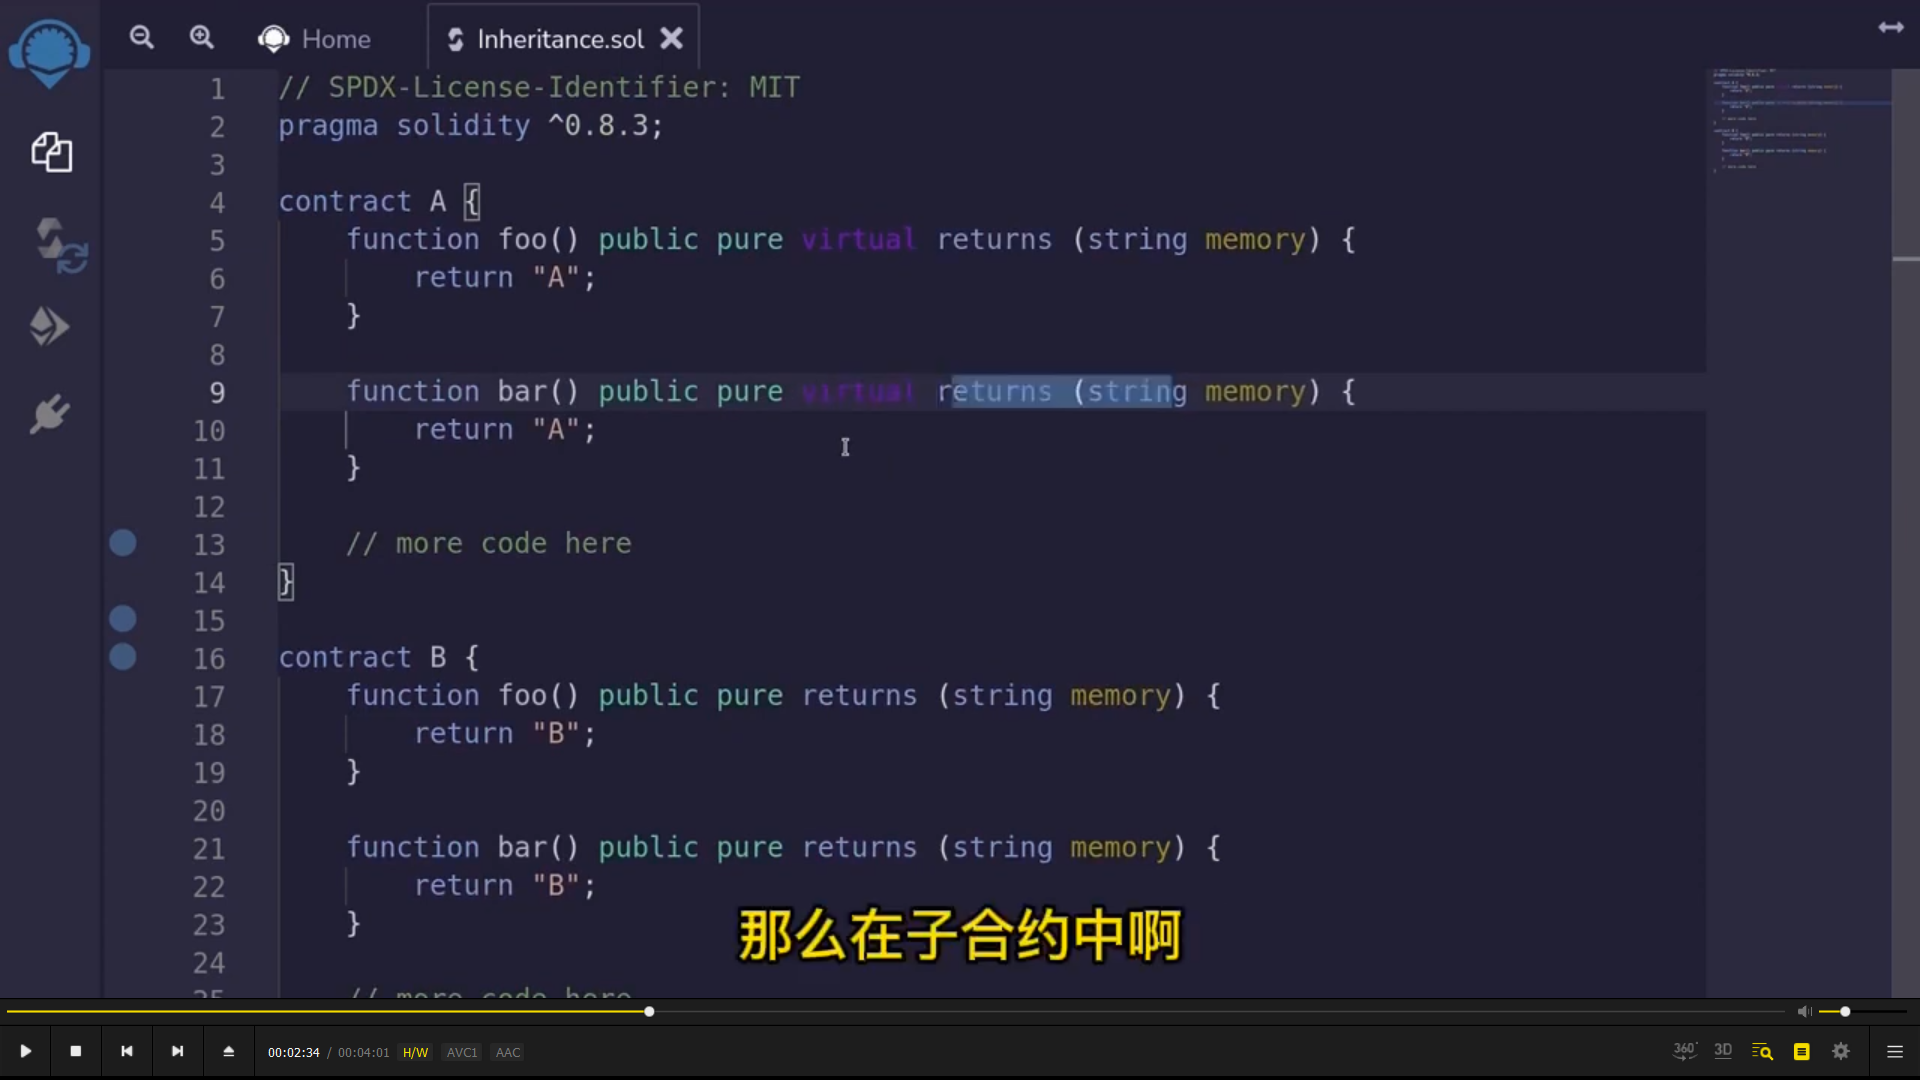 Home
Inheritance.sol
1 // SPDX-License-Identifier: MIT
2 pragma solidity ^0.8.3;
3
4 contract A {
5 function foo() public pure virtual returns (string memory) {
6 return "A";
7 }
8
9 function bar() public pure virtual returns (string memory) {
10 return "A";
11 }
12
13 // more code here
14 }
15
16 contract B {
17 function foo() public pure returns (string memory) {
18 return "B";
19 }
20
21 function bar() public pure returns (string memory) {
22 return "B";
23 }
24
25 // more code here
那么在子合约中啊
00:02:34 / 00:04:01 H/W AVC1 AAC
360° 3D